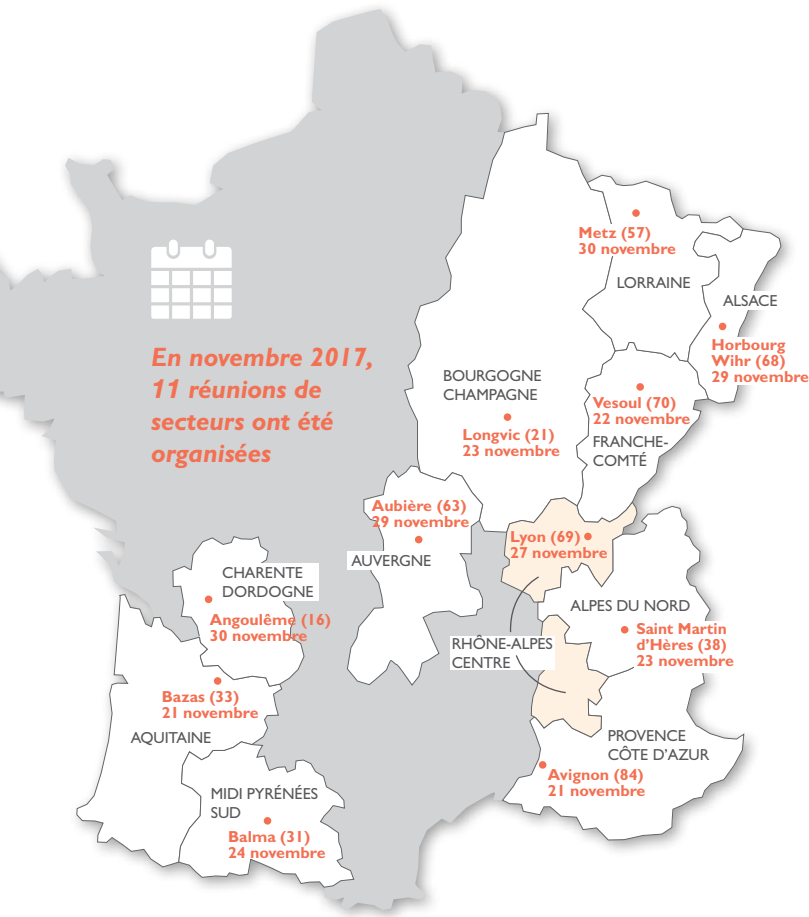 En novembre 2017,
11 réunions de
secteurs ont été
organisées
Metz (57)
30 novembre
LORRAINE
ALSACE
Horbourg
Wihr (68)
29 novembre
BOURGOGNE
CHAMPAGNE
Longvic (21)
23 novembre
Vesoul (70)
22 novembre
FRANCHE-
COMTÉ
Aubière (63)
29 novembre
AUVERGNE
Lyon (69)
27 novembre
CHARENTE
DORDOGNE
Angoulême (16)
30 novembre
ALPES DU NORD
Saint Martin
d'Hères (38)
23 novembre
RHÔNE-ALPES
CENTRE
Bazas (33)
21 novembre
AQUITAINE
PROVENCE
CÔTE D'AZUR
Avignon (84)
21 novembre
MIDI PYRÉNÉES
SUD
Balma (31)
24 novembre